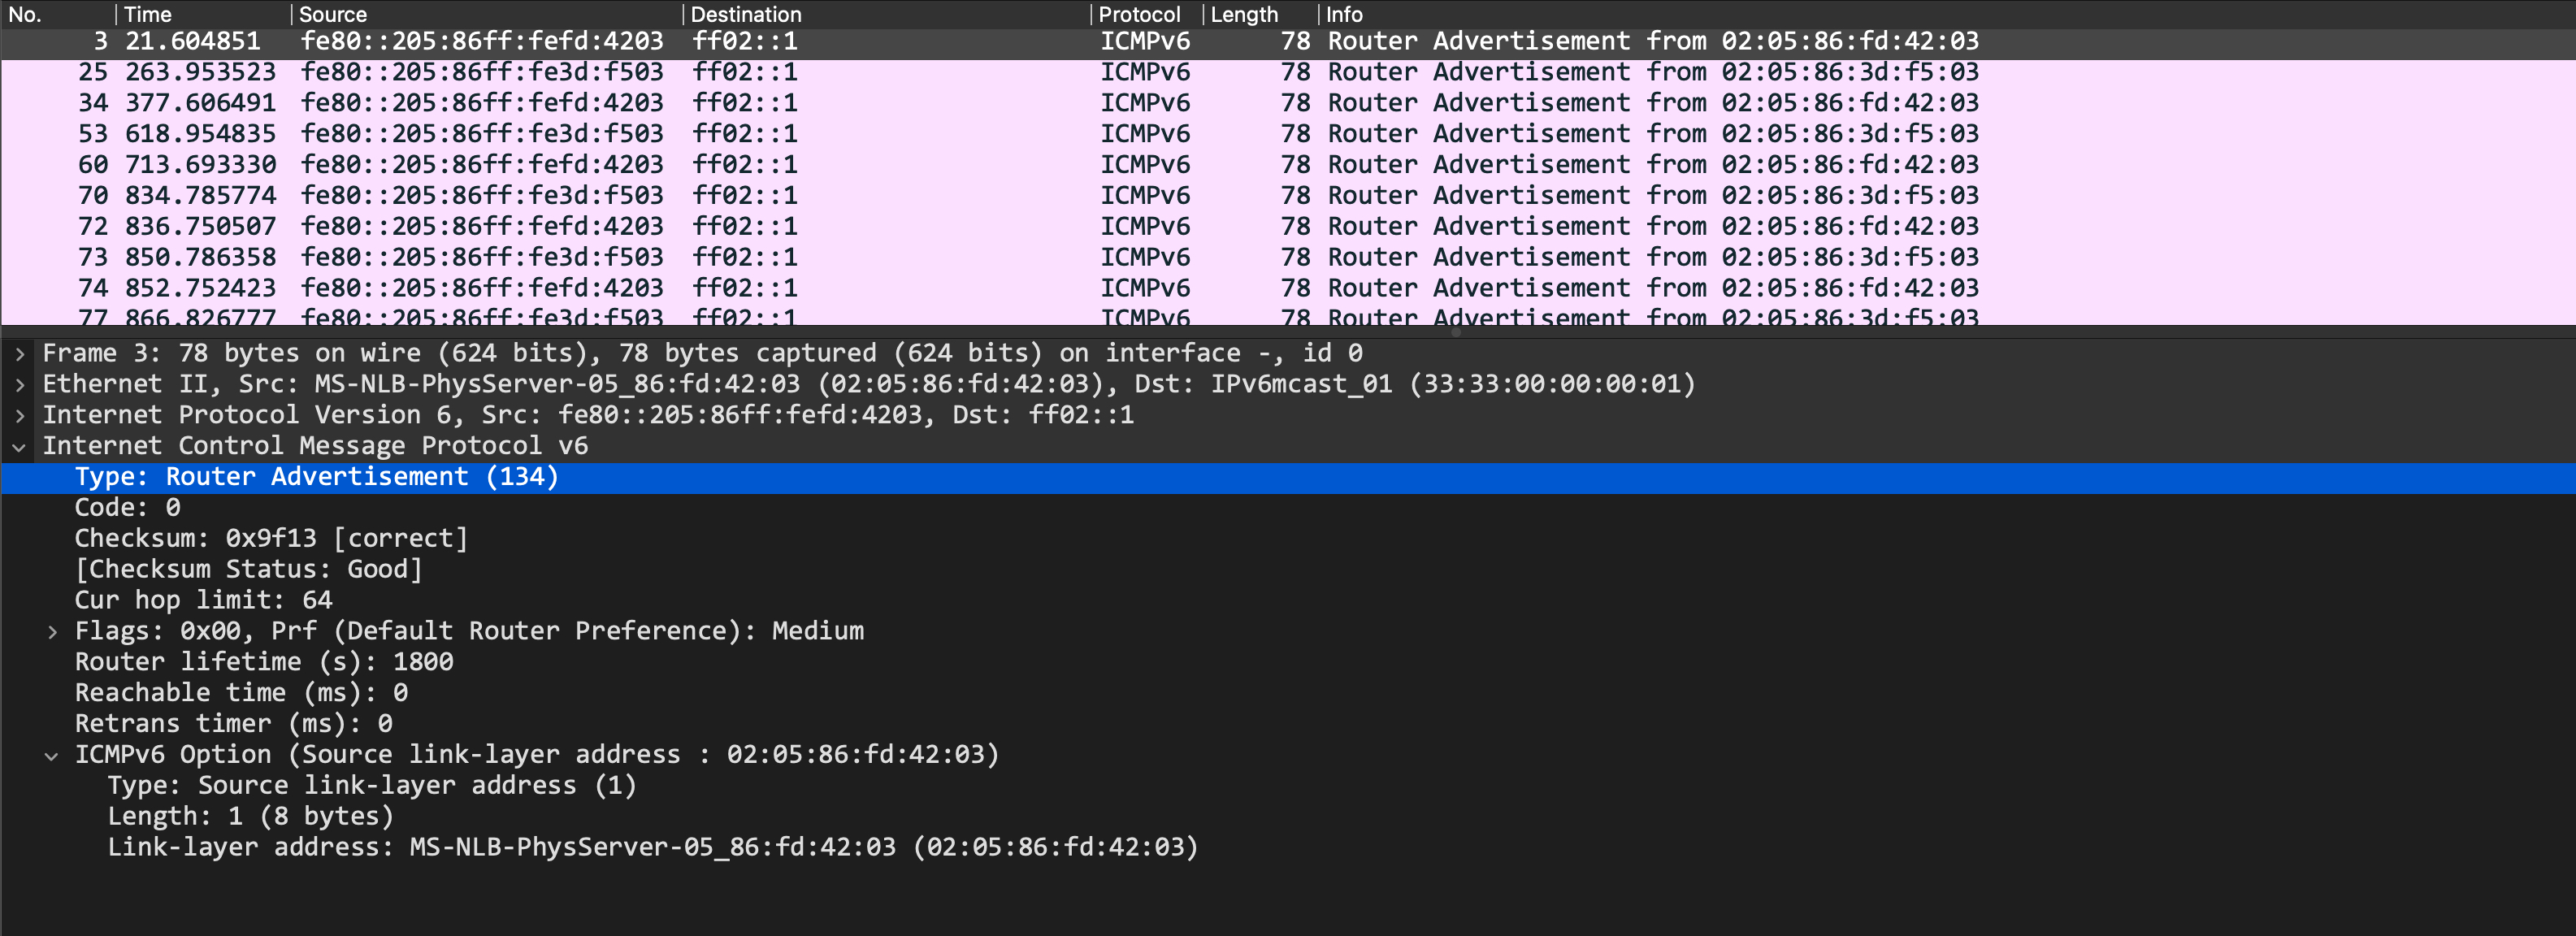 No. Time Source Destination Protocol Length Info
3 21.604851 fe80::205:86ff:fefd:4203 ff02::1 ICMPv6 78 Router Advertisement from 02:05:86:fd:42:03
25 263.953523 fe80::205:86ff:fe3d:f503 ff02::1 ICMPv6 78 Router Advertisement from 02:05:86:3d:f5:03
34 377.606491 fe80::205:86ff:fefd:4203 ff02::1 ICMPv6 78 Router Advertisement from 02:05:86:fd:42:03
53 618.954835 fe80::205:86ff:fe3d:f503 ff02::1 ICMPv6 78 Router Advertisement from 02:05:86:3d:f5:03
60 713.693330 fe80::205:86ff:fefd:4203 ff02::1 ICMPv6 78 Router Advertisement from 02:05:86:fd:42:03
70 834.785774 fe80::205:86ff:fe3d:f503 ff02::1 ICMPv6 78 Router Advertisement from 02:05:86:3d:f5:03
72 836.750507 fe80::205:86ff:fefd:4203 ff02::1 ICMPv6 78 Router Advertisement from 02:05:86:fd:42:03
73 850.786358 fe80::205:86ff:fe3d:f503 ff02::1 ICMPv6 78 Router Advertisement from 02:05:86:3d:f5:03
74 852.752423 fe80::205:86ff:fefd:4203 ff02::1 ICMPv6 78 Router Advertisement from 02:05:86:fd:42:03
77 866.826777 fe80::205:86ff:fe3d:f503 ff02::1 ICMPv6 78 Router Advertisement from 02:05:86:3d:f5:03
Frame 3: 78 bytes on wire (624 bits), 78 bytes captured (624 bits) on interface -, id 0
Ethernet II, Src: MS-NLB-PhysServer-05_86:fd:42:03 (02:05:86:fd:42:03), Dst: IPv6mcast_01 (33:33:00:00:00:01)
Internet Protocol Version 6, Src: fe80::205:86ff:fefd:4203, Dst: ff02::1
Internet Control Message Protocol v6
Type: Router Advertisement (134)
Code: 0
Checksum: 0x9f13 [correct]
[Checksum Status: Good]
Cur hop limit: 64
Flags: 0x00, Prf (Default Router Preference): Medium
Router lifetime (s): 1800
Reachable time (ms): 0
Retrans timer (ms): 0
ICMPv6 Option (Source link-layer address : 02:05:86:fd:42:03)
Type: Source link-layer address (1)
Length: 1 (8 bytes)
Link-layer address: MS-NLB-PhysServer-05_86:fd:42:03 (02:05:86:fd:42:03)